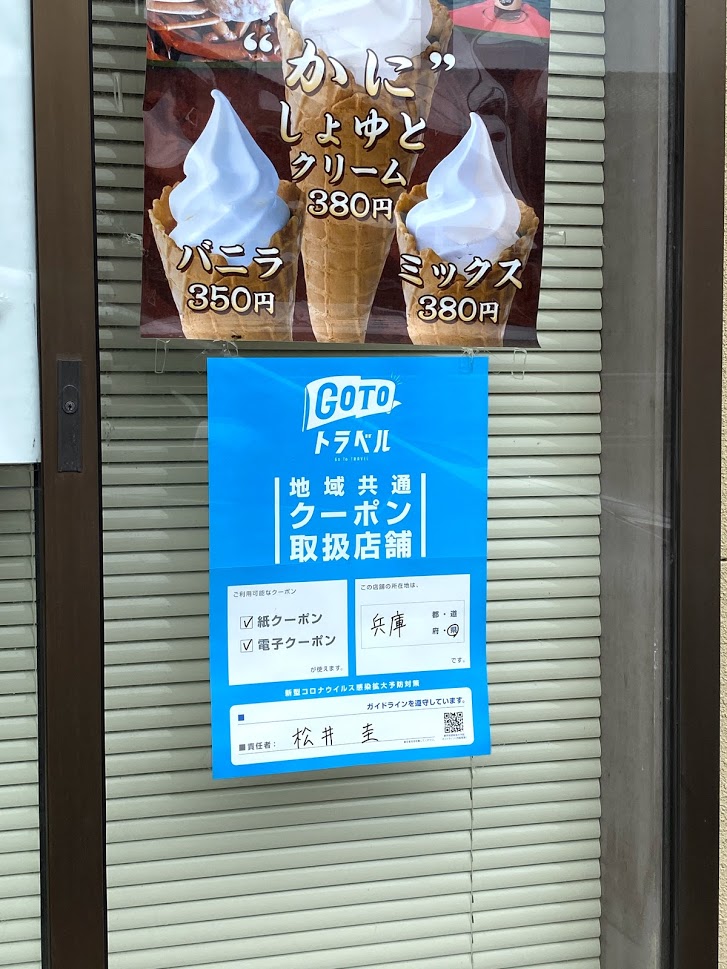 “かに”
しょゆと
クリーム
380円
バニラ
350円
ミックス
380円
GOTO
トラベル
Go To TRAVEL
地域共通
クーポン
取扱店舗
ご利用可能なクーポン
☑紙クーポン
☑電子クーポン
が使えます。
この店舗の所在地は、
兵庫 都・道
府・県
です。
新型コロナウイルス感染拡大予防対策
ガイドラインを遵守しています。
■責任者： 松井 圭